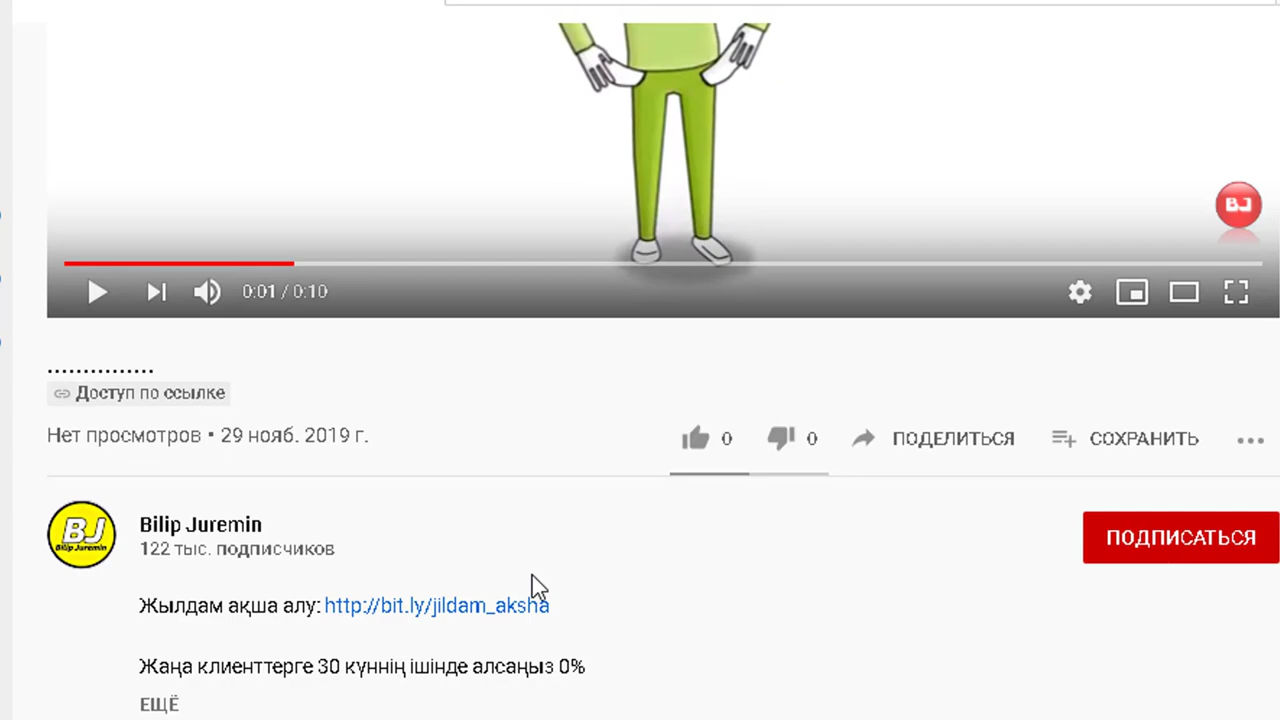 BJ
0:01 / 0:10
...............
Доступ по ссылке
Нет просмотров • 29 нояб. 2019 г.
0 0 ПОДЕЛИТЬСЯ СОХРАНИТЬ
BJ
Bilip Juremin
Bilip Juremin
122 тыс. подписчиков
ПОДПИСАТЬСЯ
Жылдам ақша алу: http://bit.ly/jildam_aksha
Жаңа клиенттерге 30 күннің ішінде алсаңыз 0%
ЕЩЁ